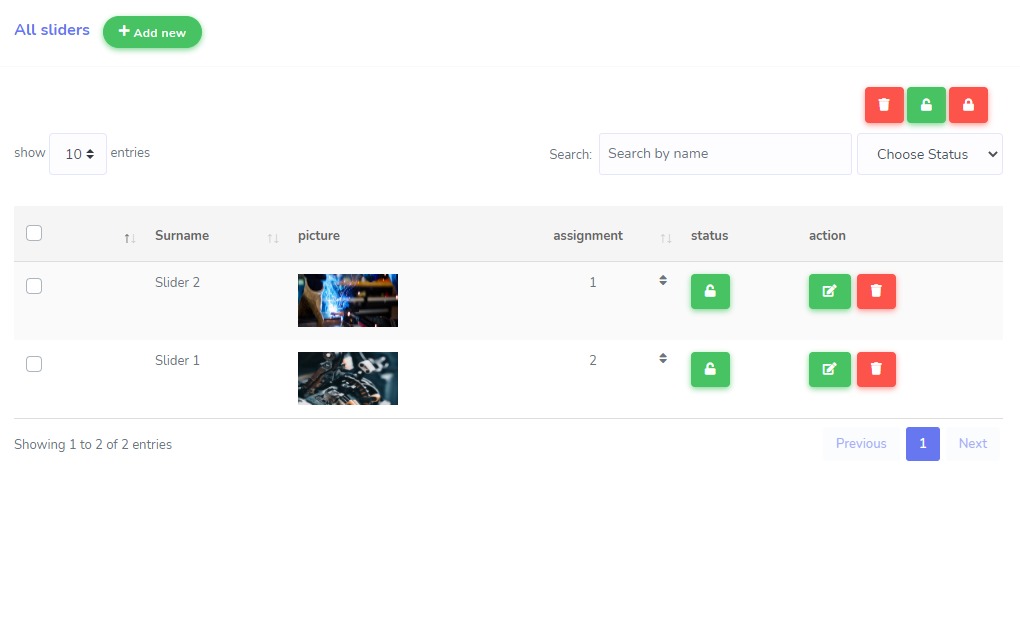 All sliders
Add new
show 10 entries
Search: Search by name Choose Status
Surname picture assignment status action
Slider 2 1
Slider 1 2
Showing 1 to 2 of 2 entries
Previous 1 Next